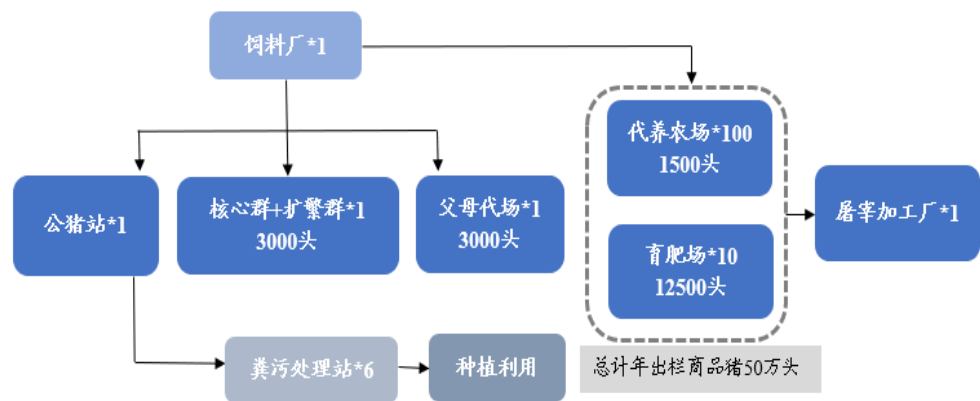 饲料厂*1
代养农场*100
1500头
公猪站*1
核心群+扩繁群*1
3000头
父母代场*1
3000头
屠宰加工厂*1
育肥场*10
12500头
粪污处理站*6
种植利用
总计年出栏商品猪50万头